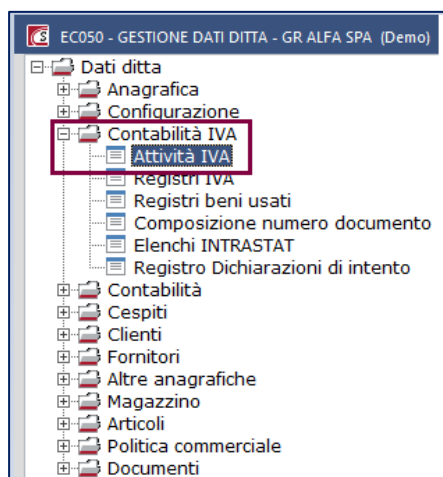 EC050 - GESTIONE DATI DITTA - GR ALFA SPA (Demo)
Dati ditta
Anagrafica
Configurazione
Contabilità IVA
Attività IVA
Registri IVA
Registri beni usati
Composizione numero documento
Elenchi INTRASTAT
Registro Dichiarazioni di intento
Contabilità
Cespiti
Clienti
Fornitori
Altre anagrafiche
Magazzino
Articoli
Politica commerciale
Documenti